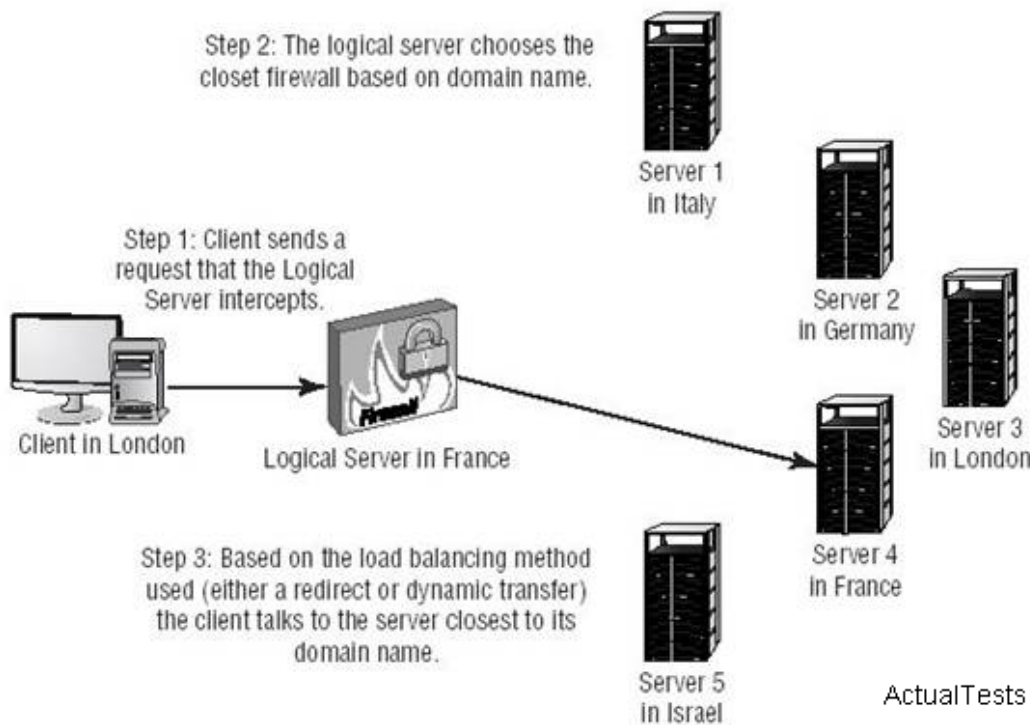 Step 2: The logical server chooses the
closet firewall based on domain name.
Server 1
in Italy
Step 1: Client sends a
request that the Logical
Server intercepts.
Server 2
in Germany
Firewall
Client in London
Logical Server in France
Server 3
in London
Step 3: Based on the load balancing method
used (either a redirect or dynamic transfer)
the client talks to the server closest to its
domain name.
Server 4
in France
Server 5
in Israel
ActualTests